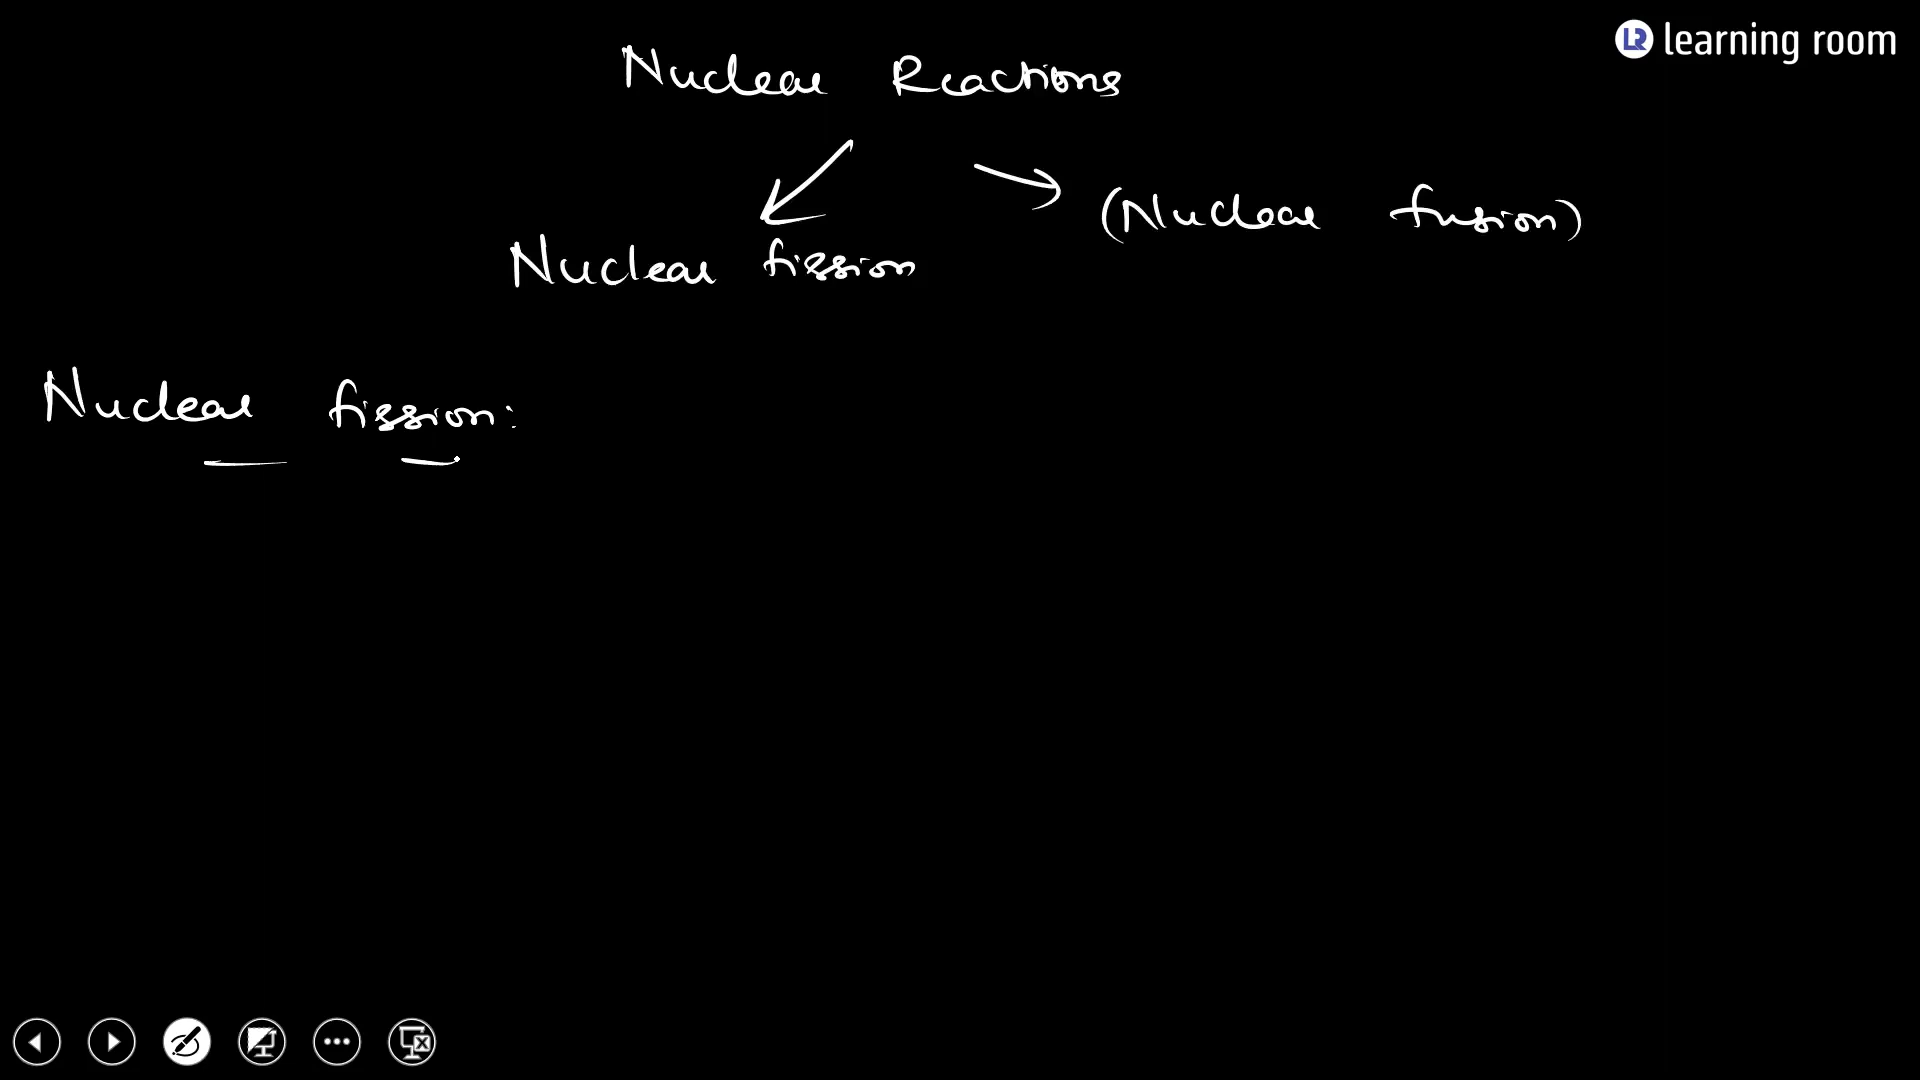 learning room
Nuclear Reactions
(Nuclear fusion)
Nuclear fission
Nuclear fission: